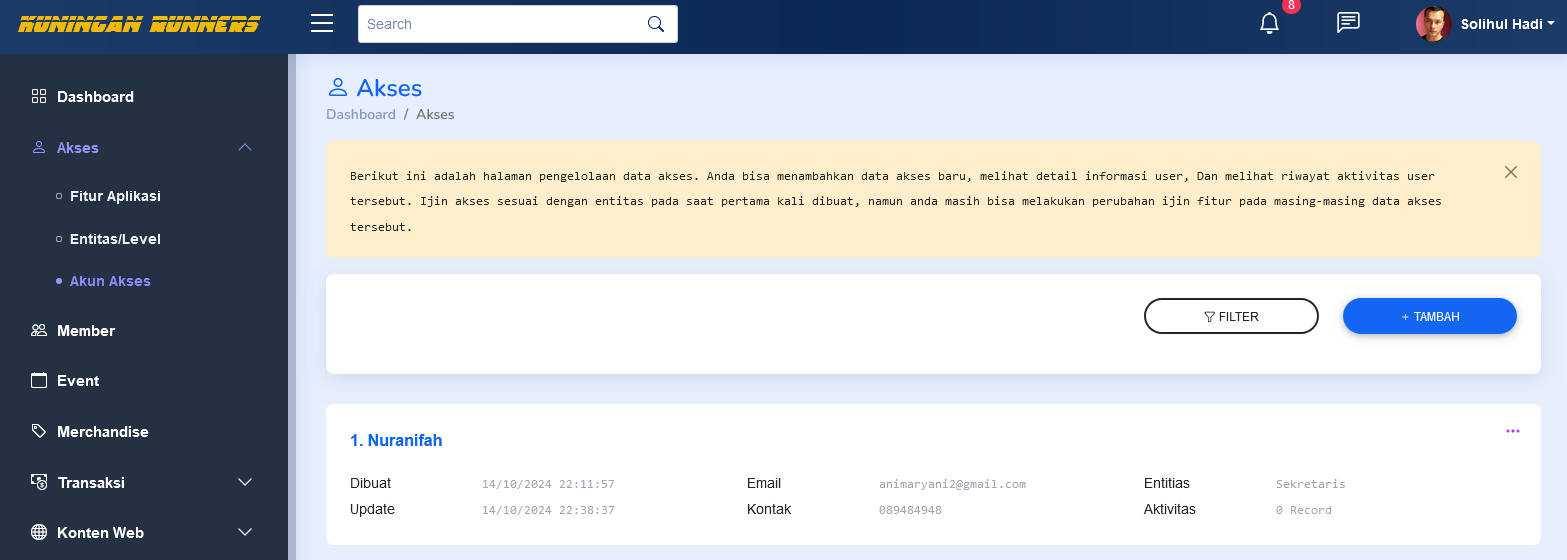 KUNINGAN RUNNERS
Search
8
Solihul Hadi
Dashboard
Akses
Fitur Aplikasi
Entitas/Level
Akun Akses
Member
Event
Merchandise
Transaksi
Konten Web
Akses
Dashboard / Akses
Berikut ini adalah halaman pengelolaan data akses. Anda bisa menambahkan data akses baru, melihat detail informasi user, Dan melihat riwayat aktivitas user
tersebut. Ijin akses sesuai dengan entitas pada saat pertama kali dibuat, namun anda masih bisa melakukan perubahan ijin fitur pada masing-masing data akses
tersebut.
FILTER
+ TAMBAH
1. Nuranifah
Dibuat 14/10/2024 22:11:57 Email animaryani2@gmail.com Entitias Sekretaris
Update 14/10/2024 22:38:37 Kontak 089484948 Aktivitas 0 Record